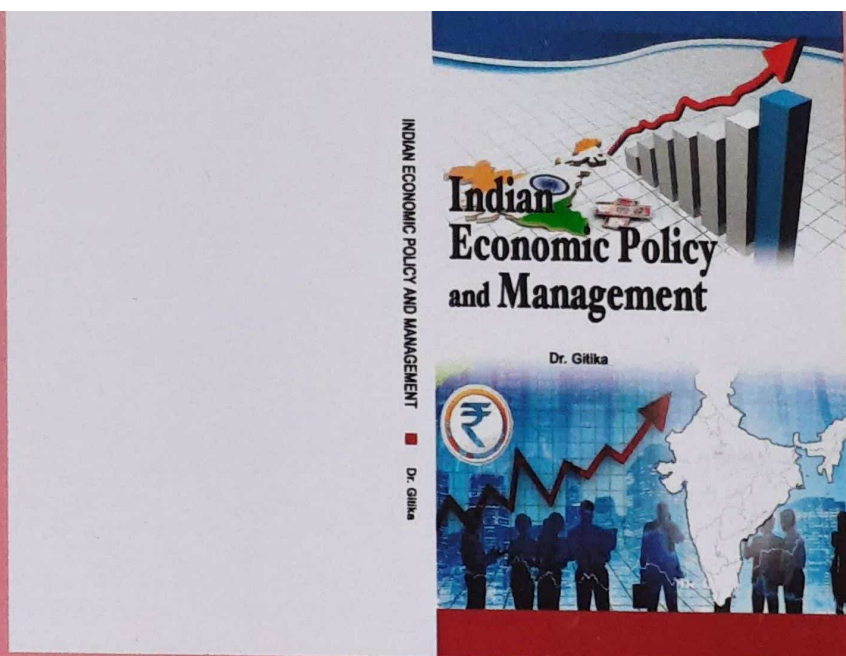 INDIAN ECONOMIC POLICY AND MANAGEMENT Dr. Gitika
Indian
Economic Policy
and Management
Dr. Gitika
₹